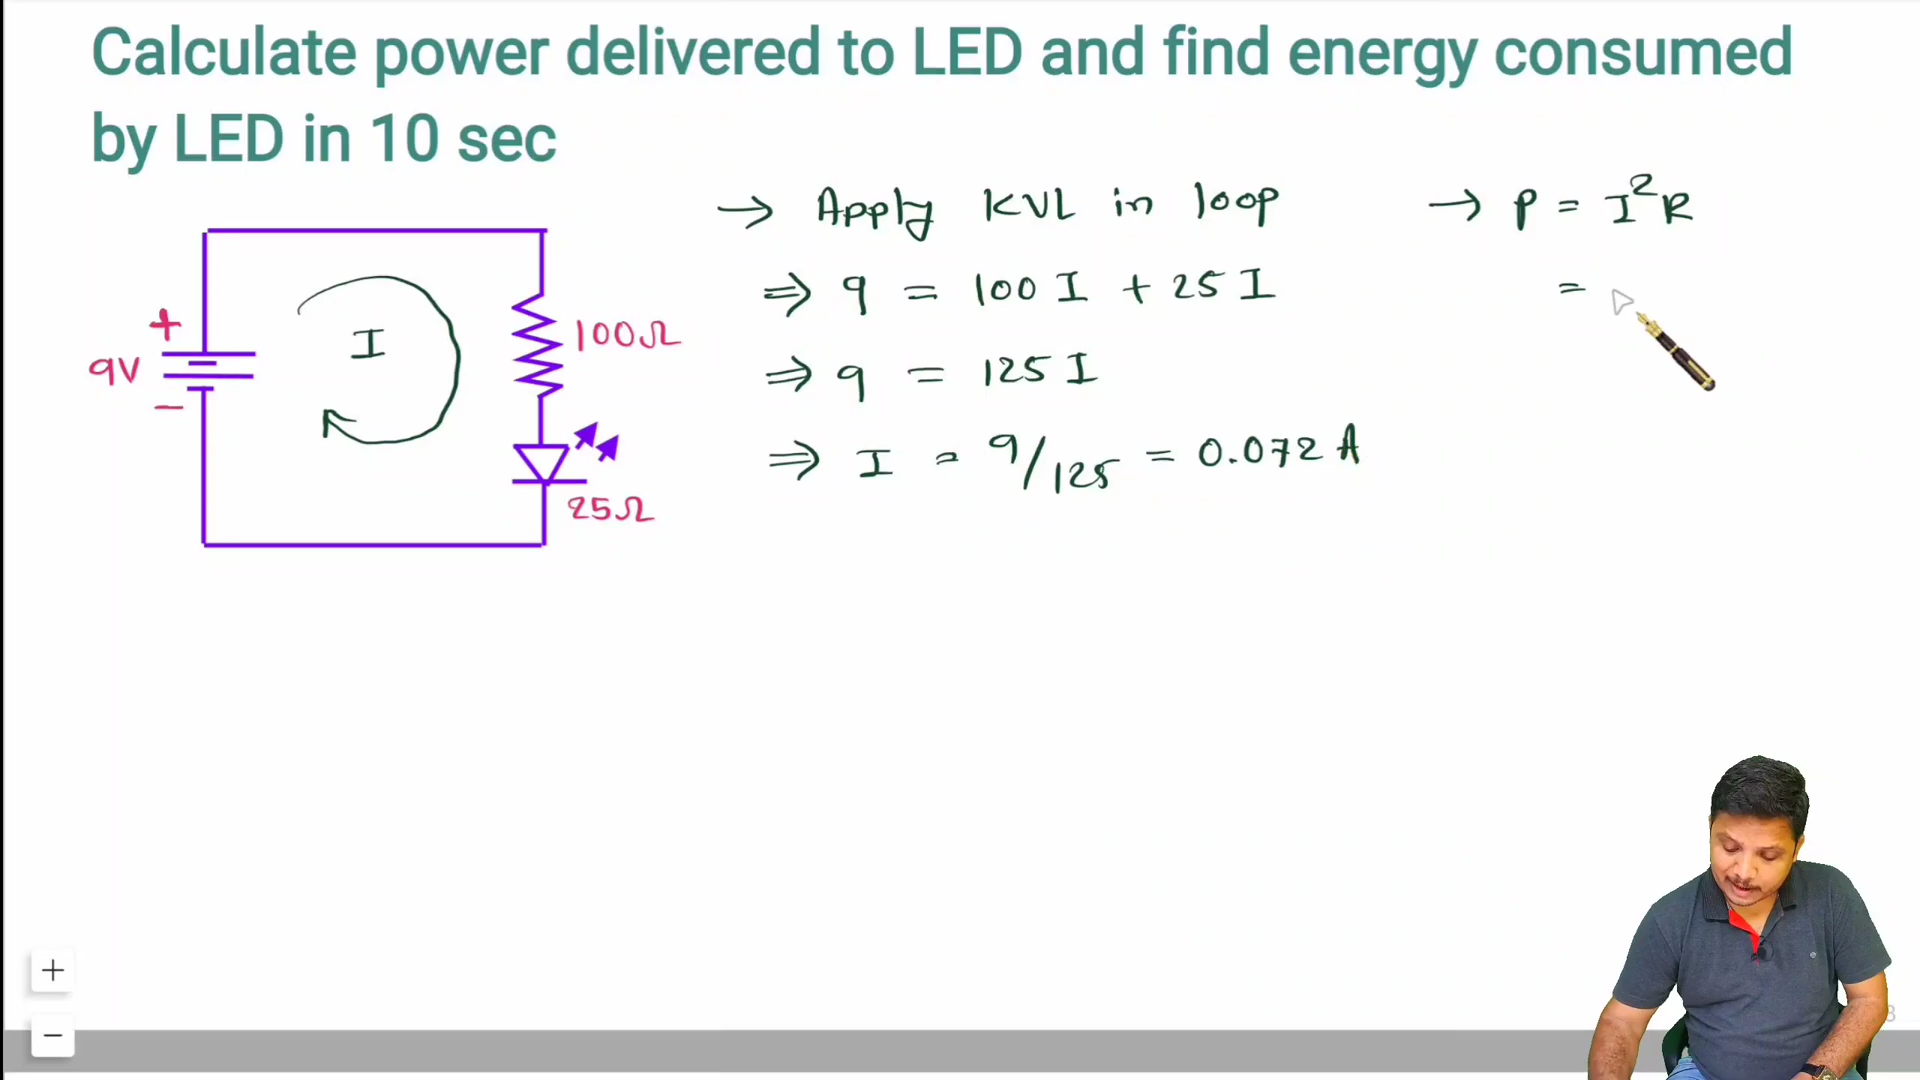 Calculate power delivered to LED and find energy consumed
by LED in 10 sec
→ Apply KVL in loop
⇒ 9 = 100 I + 25 I
⇒ 9 = 125 I
⇒ I = 9/125 = 0.072 A
→ P = I²R
=
+
9V
−
I
100Ω
25Ω
+
−
3